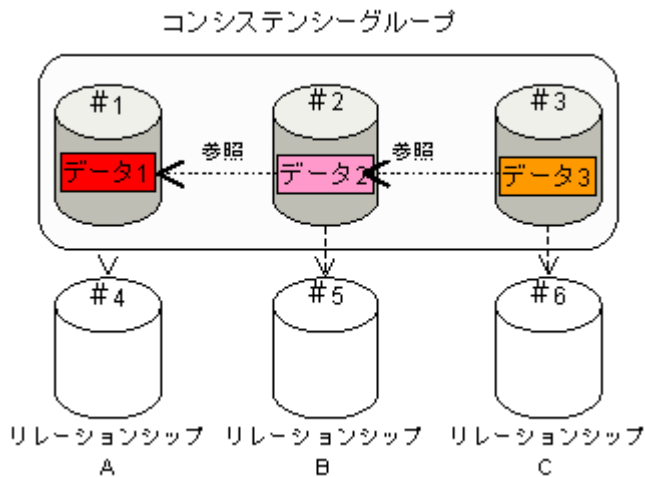 コンシステンシーグループ
#1
#2
#3
参照
参照
データ1
データ2
データ3
#4
#5
#6
リレーションシップ
A
リレーションシップ
B
リレーションシップ
C